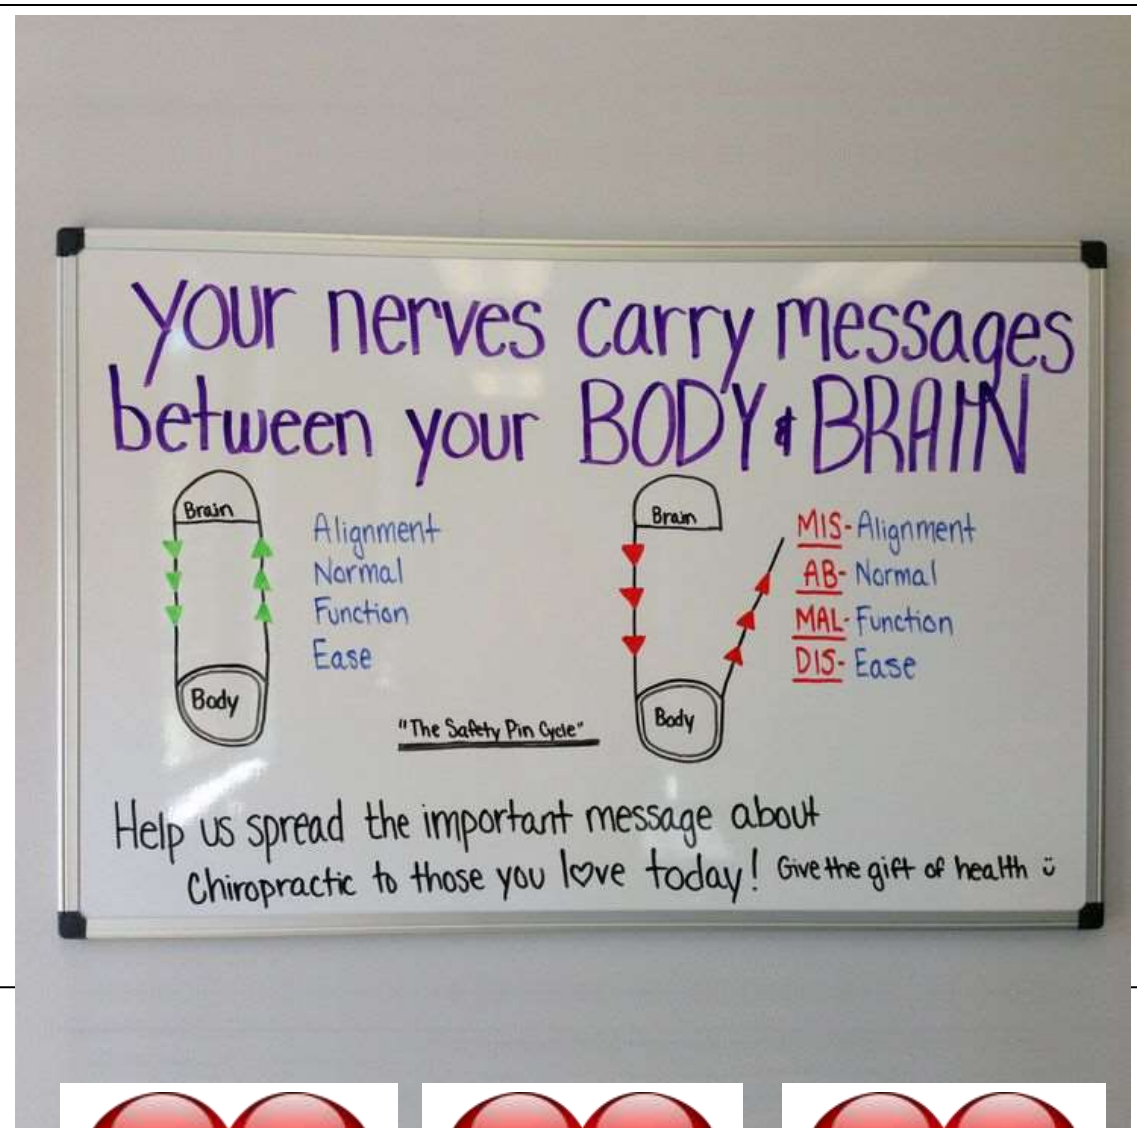 your nerves carry messages
between your BODY & BRAIN
Brain
Alignment
Normal
Function
Ease
Body
"The Safety Pin Cycle"
Brain
MIS-Alignment
AB-Normal
MAL-Function
DIS-Ease
Body
Help us spread the important message about
Chiropractic to those you love today! Give the gift of health